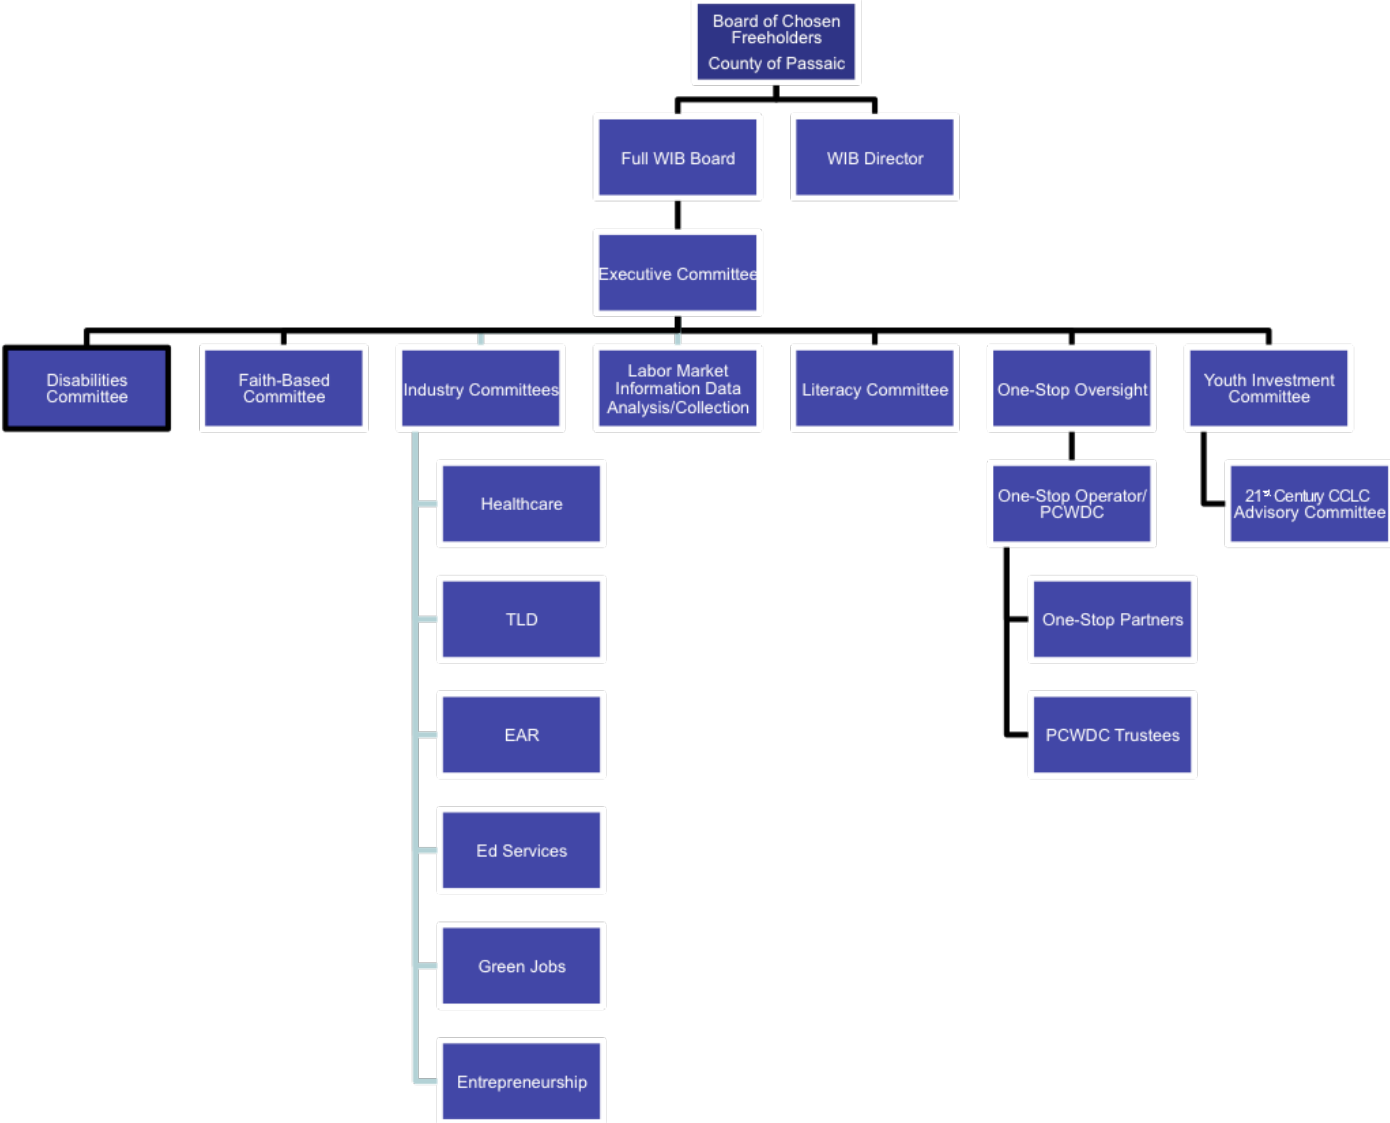 Board of Chosen
Freeholders
County of Passaic
Full WIB Board
WIB Director
Executive Committee
Disabilities
Committee
Faith-Based
Committee
Industry Committees
Labor Market
Information Data
Analysis/Collection
Literacy Committee
One-Stop Oversight
Youth Investment
Committee
Healthcare
TLD
EAR
Ed Services
Green Jobs
Entrepreneurship
One-Stop Operator/
PCWDC
One-Stop Partners
PCWDC Trustees
21st Century CCLC
Advisory Committee